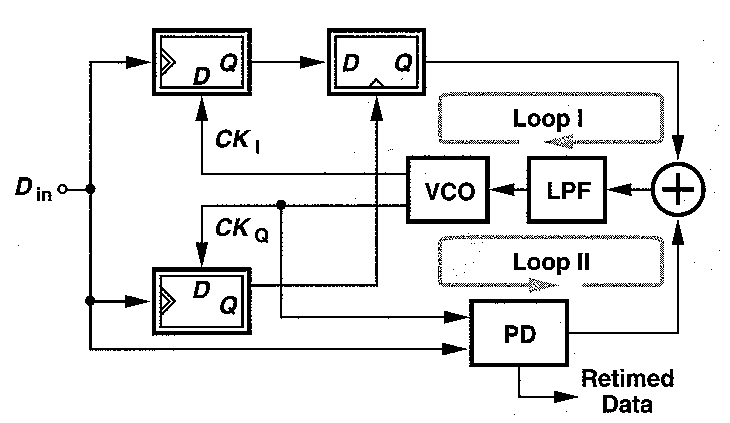 D Q
D Q
CK I
Loop I
D in
VCO
LPF
+
CK Q
Loop II
D Q
PD
Retimed
Data